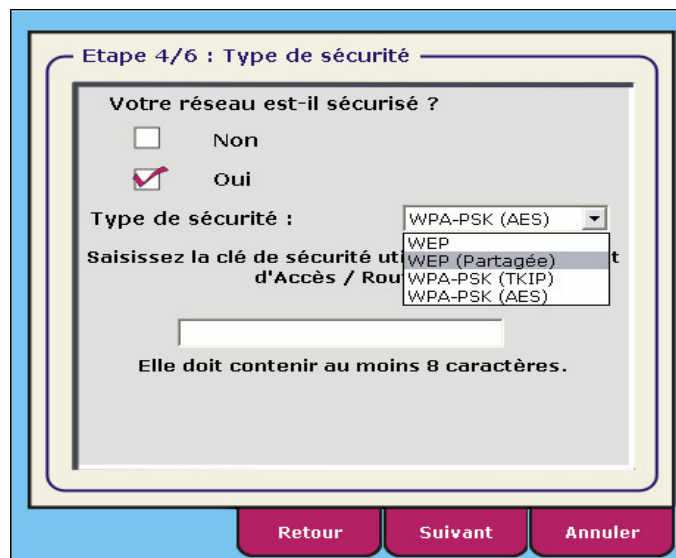 Etape 4/6 : Type de sécurité
Votre réseau est-il sécurisé ?
Non
Oui
Type de sécurité : WPA-PSK (AES)
WEP
WEP (Partagée)
WPA-PSK (TKIP)
WPA-PSK (AES)
Saisissez la clé de sécurité
d'Accès /
Elle doit contenir au moins 8 caractères.
Retour Suivant Annuler